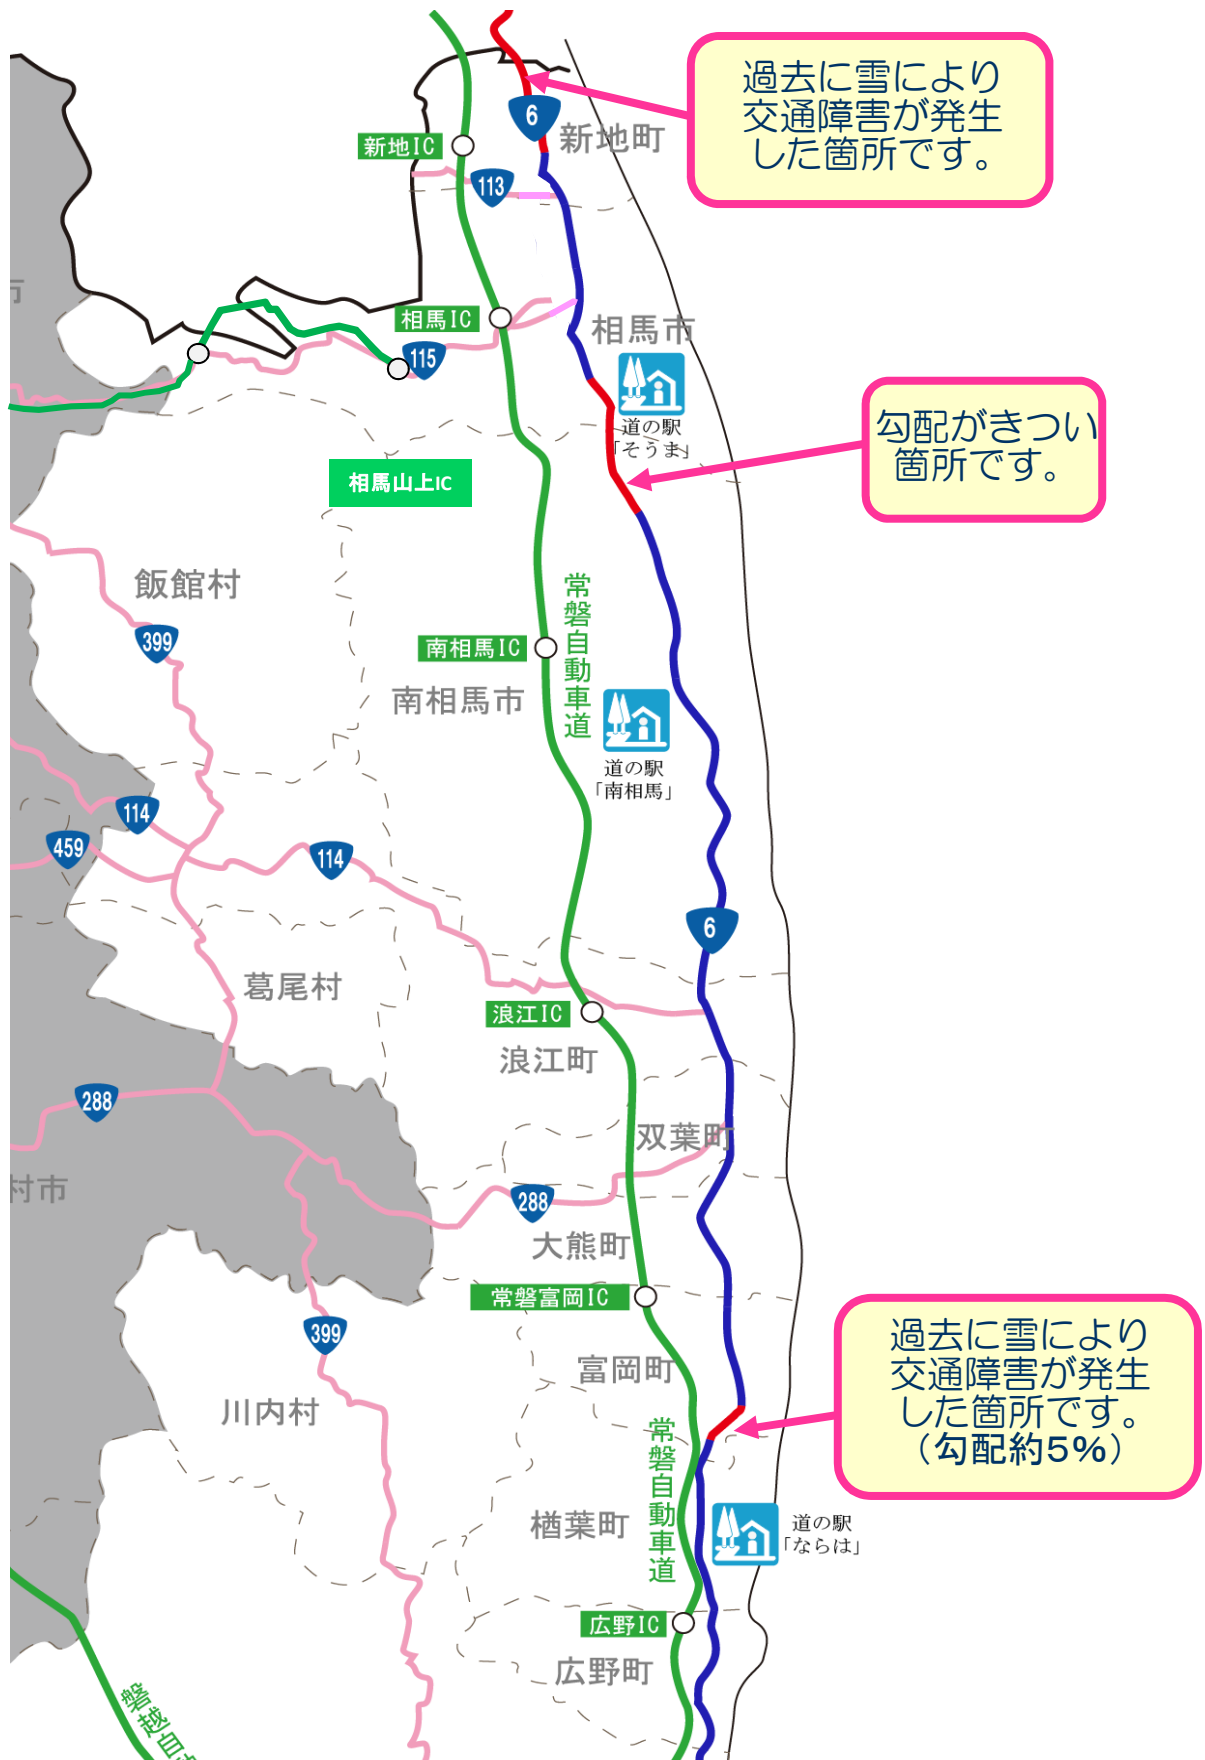 過去に雪により
交通障害が発生
した箇所です。
6
新地町
新地IC
113
相馬IC
相馬市
115
道の駅
「そうま」
勾配がきつい
箇所です。
相馬山上IC
飯館村
399
常磐自動車道
南相馬IC
南相馬市
道の駅
「南相馬」
114
459
114
6
葛尾村
浪江IC
浪江町
288
双葉町
村市
288
大熊町
常磐富岡IC
過去に雪により
交通障害が発生
した箇所です。
（勾配約5%）
399
富岡町
川内村
常磐自動車道
楢葉町
道の駅
「ならは」
広野IC
広野町
磐越自